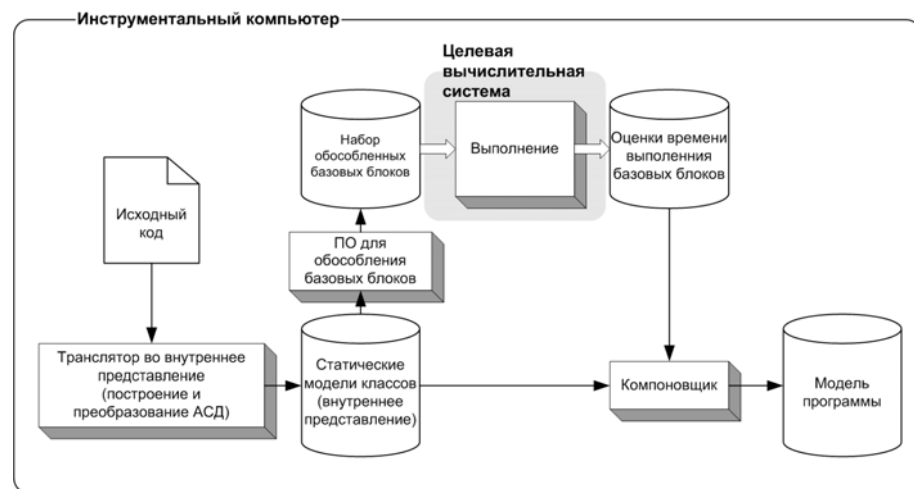 Инструментальный компьютер
Целевая
вычислительная
система
Набор
обособленных
базовых блоков
Выполнение
Оценки времени
выполения
базовых блоков
Исходный
код
ПО для
обособления
базовых блоков
Транслятор во внутреннее
представление
(построение и
преобразование АСД)
Статические
модели классов
(внутреннее
представление)
Компоновщик
Модель
программы